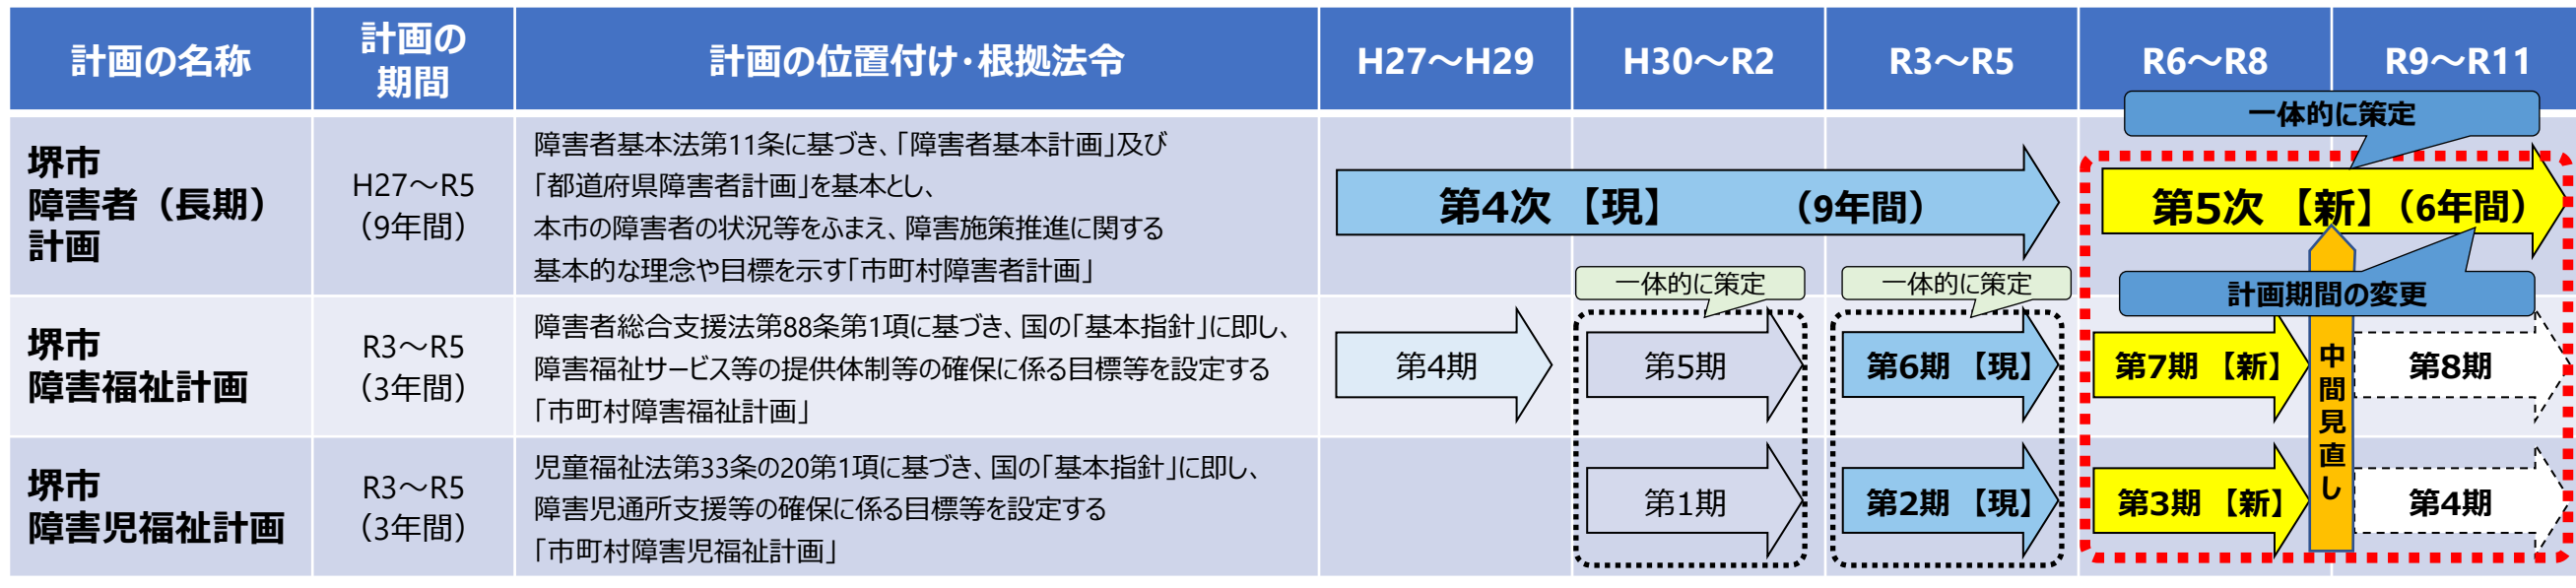 計画の名称
計画の
期間
計画の位置付け・根拠法令
H27～H29
H30～R2
R3～R5
R6～R8
R9～R11
堺市
障害者（長期）
計画
H27～R5
（9年間）
障害者基本法第11条に基づき、「障害者基本計画」及び
「都道府県障害者計画」を基本とし、
本市の障害者の状況等をふまえ、障害施策推進に関する
基本的な理念や目標を示す「市町村障害者計画」
第4次【現】　（9年間）
一体的に策定
第5次【新】（6年間）
計画期間の変更
一体的に策定
一体的に策定
堺市
障害福祉計画
R3～R5
（3年間）
障害者総合支援法第88条第1項に基づき、国の「基本指針」に即し、
障害福祉サービス等の提供体制等の確保に係る目標等を設定する
「市町村障害福祉計画」
第4期
第5期
第6期【現】
第7期【新】
中間見直し
第8期
堺市
障害児福祉計画
R3～R5
（3年間）
児童福祉法第33条の20第1項に基づき、国の「基本指針」に即し、
障害児通所支援等の確保に係る目標等を設定する
「市町村障害児福祉計画」
第1期
第2期【現】
第3期【新】
第4期